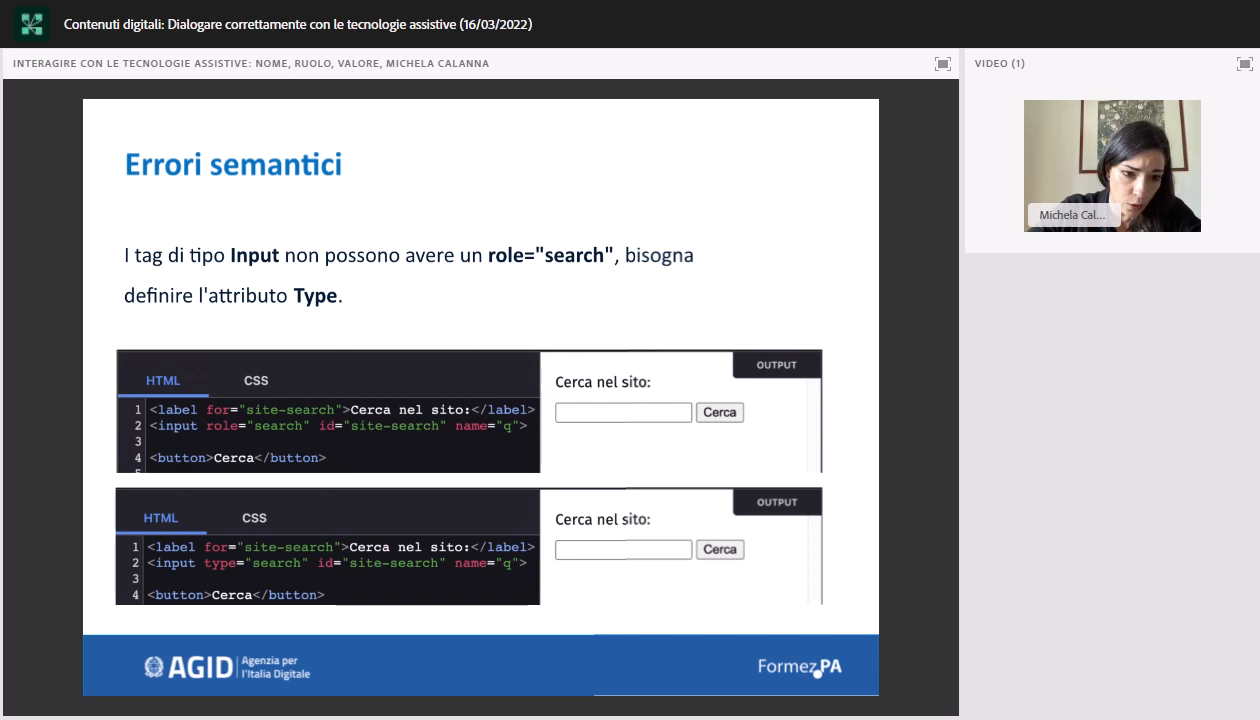 Contenuti digitali: Dialogare correttamente con le tecnologie assistive (16/03/2022)
INTERAGIRE CON LE TECNOLOGIE ASSISTIVE: NOME, RUOLO, VALORE, MICHELA CALANNA
VIDEO (1)
Michela Cal...
Errori semantici
I tag di tipo Input non possono avere un role="search", bisogna
definire l'attributo Type.
HTML CSS
1 <label for="site-search">Cerca nel sito:</label>
2 <input role="search" id="site-search" name="q">
3
4 <button>Cerca</button>
5
OUTPUT
Cerca nel sito:
Cerca
HTML CSS
1 <label for="site-search">Cerca nel sito:</label>
2 <input type="search" id="site-search" name="q">
3
4 <button>Cerca</button>
OUTPUT
Cerca nel sito:
Cerca
AGID Agenzia per
l'Italia Digitale
FormezPA